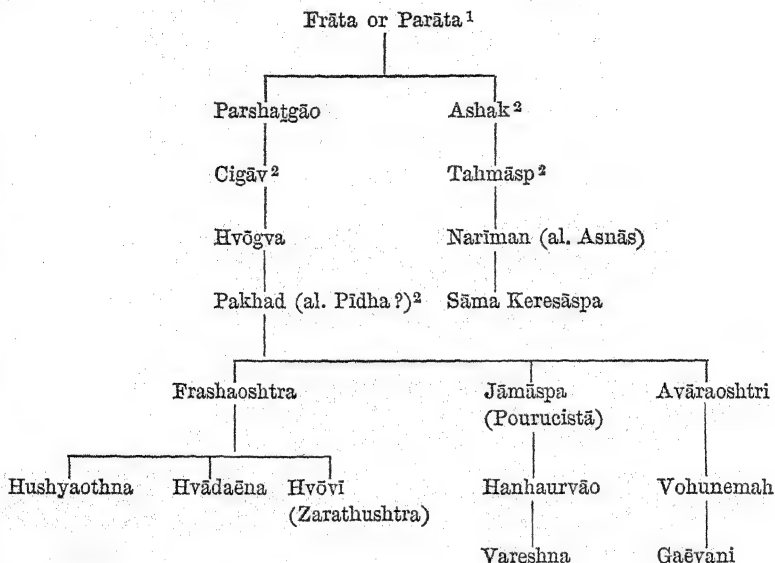 Frāta or Parāta¹
Parshaṯgāo Ashak²
Cigāv² Tahmāsp²
Hvōgva Narīman (al. Asnās)
Pakhad (al. Pīdha?)² Sāma Keresāspa
Frashaoshtra Jāmāspa Avāraoshtri
(Pourucistā)
Hushyaothna Hvādaēna Hvōvī Hanhaurvāo Vohunemah
(Zarathushtra)
Vareshna Gaēvani